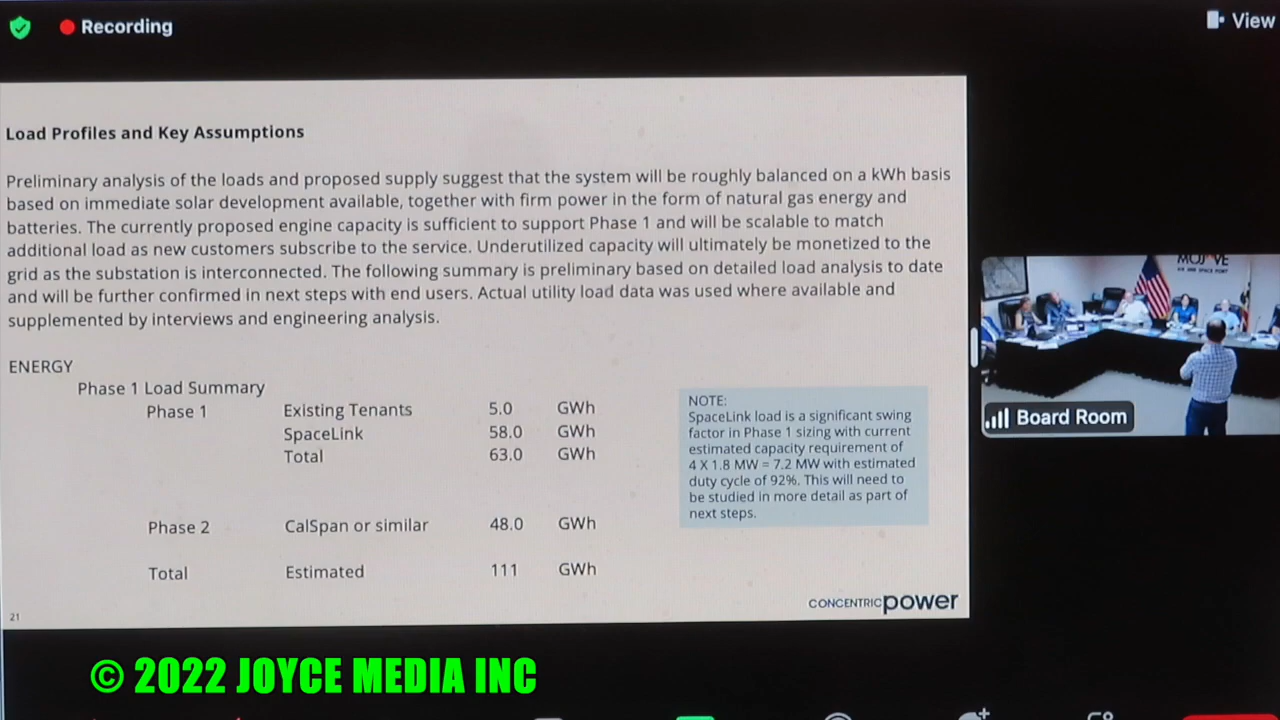 Recording
View
Load Profiles and Key Assumptions
Preliminary analysis of the loads and proposed supply suggest that the system will be roughly balanced on a kWh basis
based on immediate solar development available, together with firm power in the form of natural gas energy and
batteries. The currently proposed engine capacity is sufficient to support Phase 1 and will be scalable to match
additional load as new customers subscribe to the service. Underutilized capacity will ultimately be monetized to the
grid as the substation is interconnected. The following summary is preliminary based on detailed load analysis to date
and will be further confirmed in next steps with end users. Actual utility load data was used where available and
supplemented by interviews and engineering analysis.
ENERGY
Phase 1 Load Summary
Phase 1 Existing Tenants 5.0 GWh
SpaceLink 58.0 GWh
Total 63.0 GWh
Phase 2 CalSpan or similar 48.0 GWh
Total Estimated 111 GWh
NOTE:
SpaceLink load is a significant swing
factor in Phase 1 sizing with current
estimated capacity requirement of
4 X 1.8 MW = 7.2 MW with estimated
duty cycle of 92%. This will need to
be studied in more detail as part of
next steps.
21
CONCENTRIC power
AIR AND SPACE PORT
Board Room
© 2022 JOYCE MEDIA INC